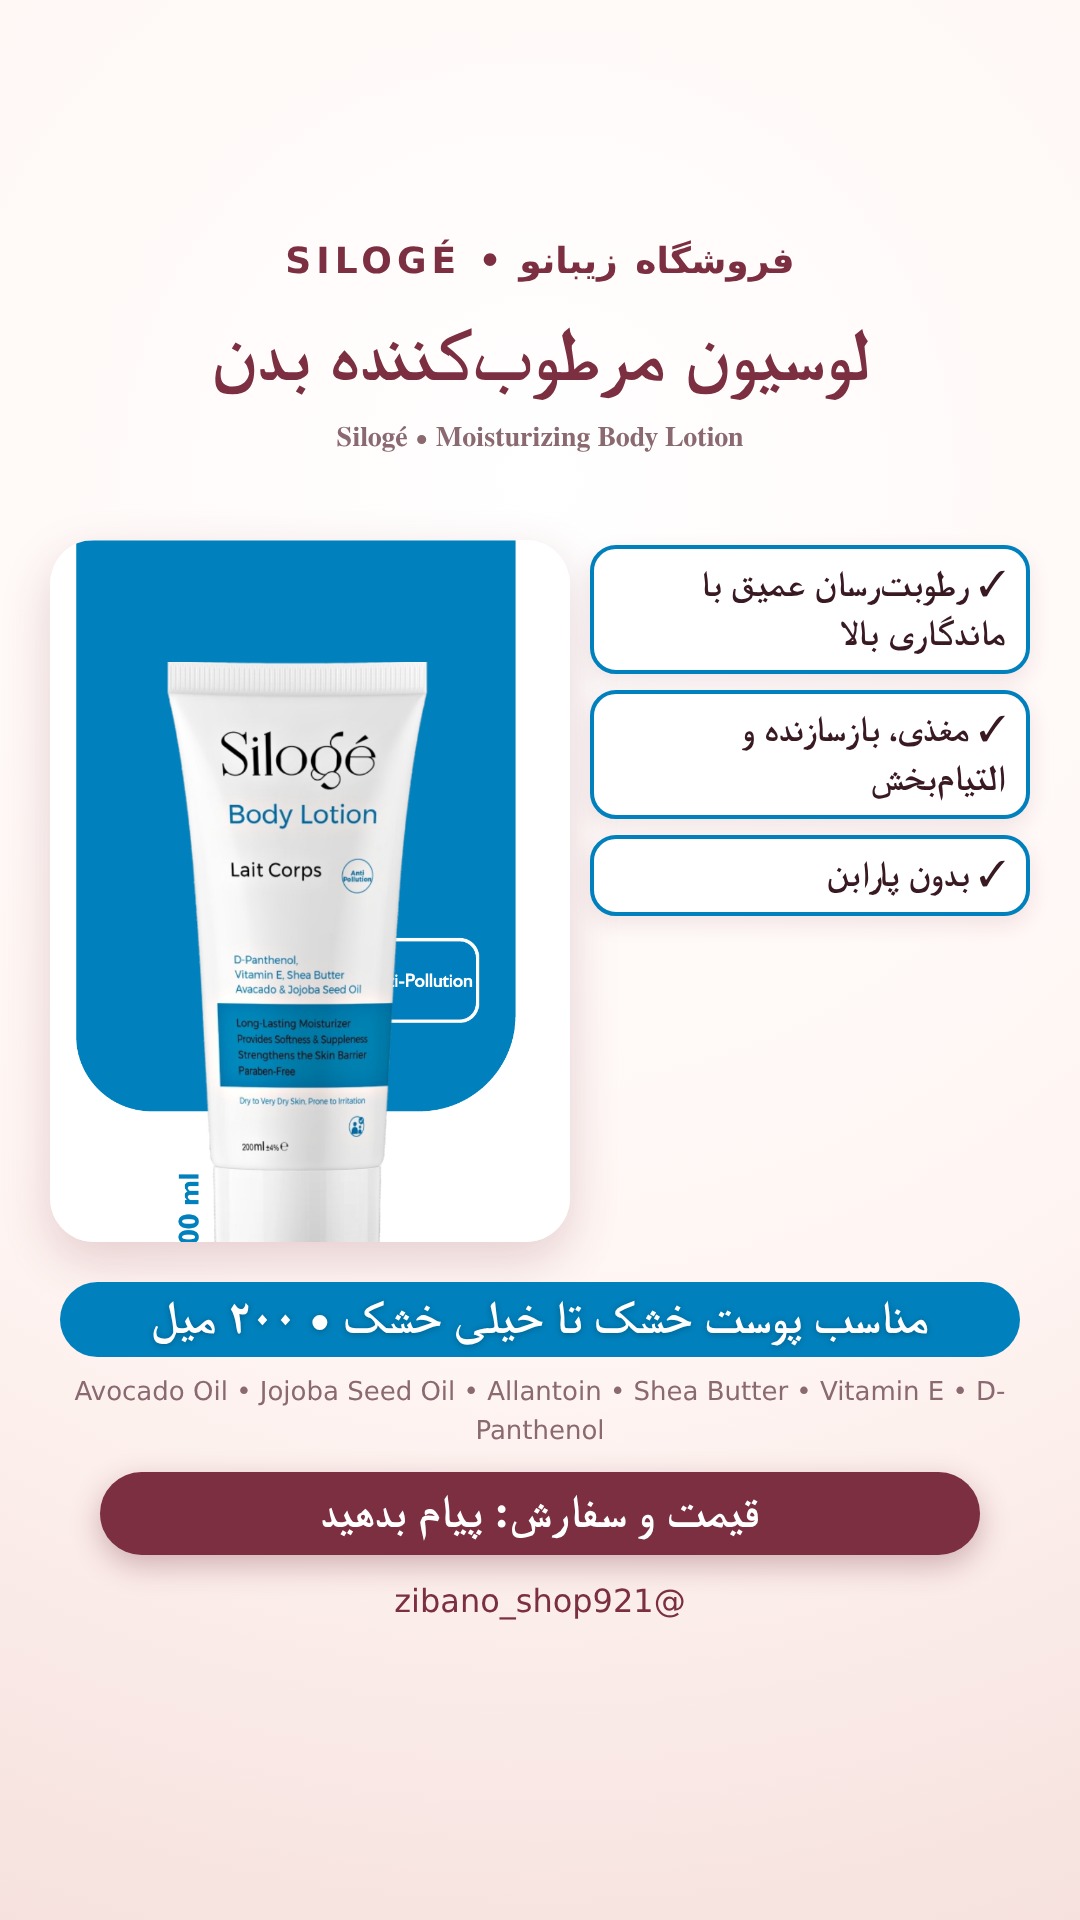 فروشگاه زیبانو • SILOGÉ
لوسیون مرطوب‌کننده بدن
Silogé • Moisturizing Body Lotion
✓ رطوبت‌رسان عمیق با
ماندگاری بالا
✓ مغذی، بازسازنده و
التیام‌بخش
✓ بدون پارابن
Silogé
Body Lotion
Lait Corps
Anti
Pollution
D-Panthenol,
Vitamin E, Shea Butter
Avacado & Jojoba Seed Oil
i-Pollution
Long-Lasting Moisturizer
Provides Softness & Suppleness
Strengthens the Skin Barrier
Paraben-Free
Dry to Very Dry Skin, Prone to Irritation
200ml ±4% ℮
00 ml
مناسب پوست خشک تا خیلی خشک • ۲۰۰ میل
Avocado Oil • Jojoba Seed Oil • Allantoin • Shea Butter • Vitamin E • D-
Panthenol
قیمت و سفارش: پیام بدهید
zibano_shop921@